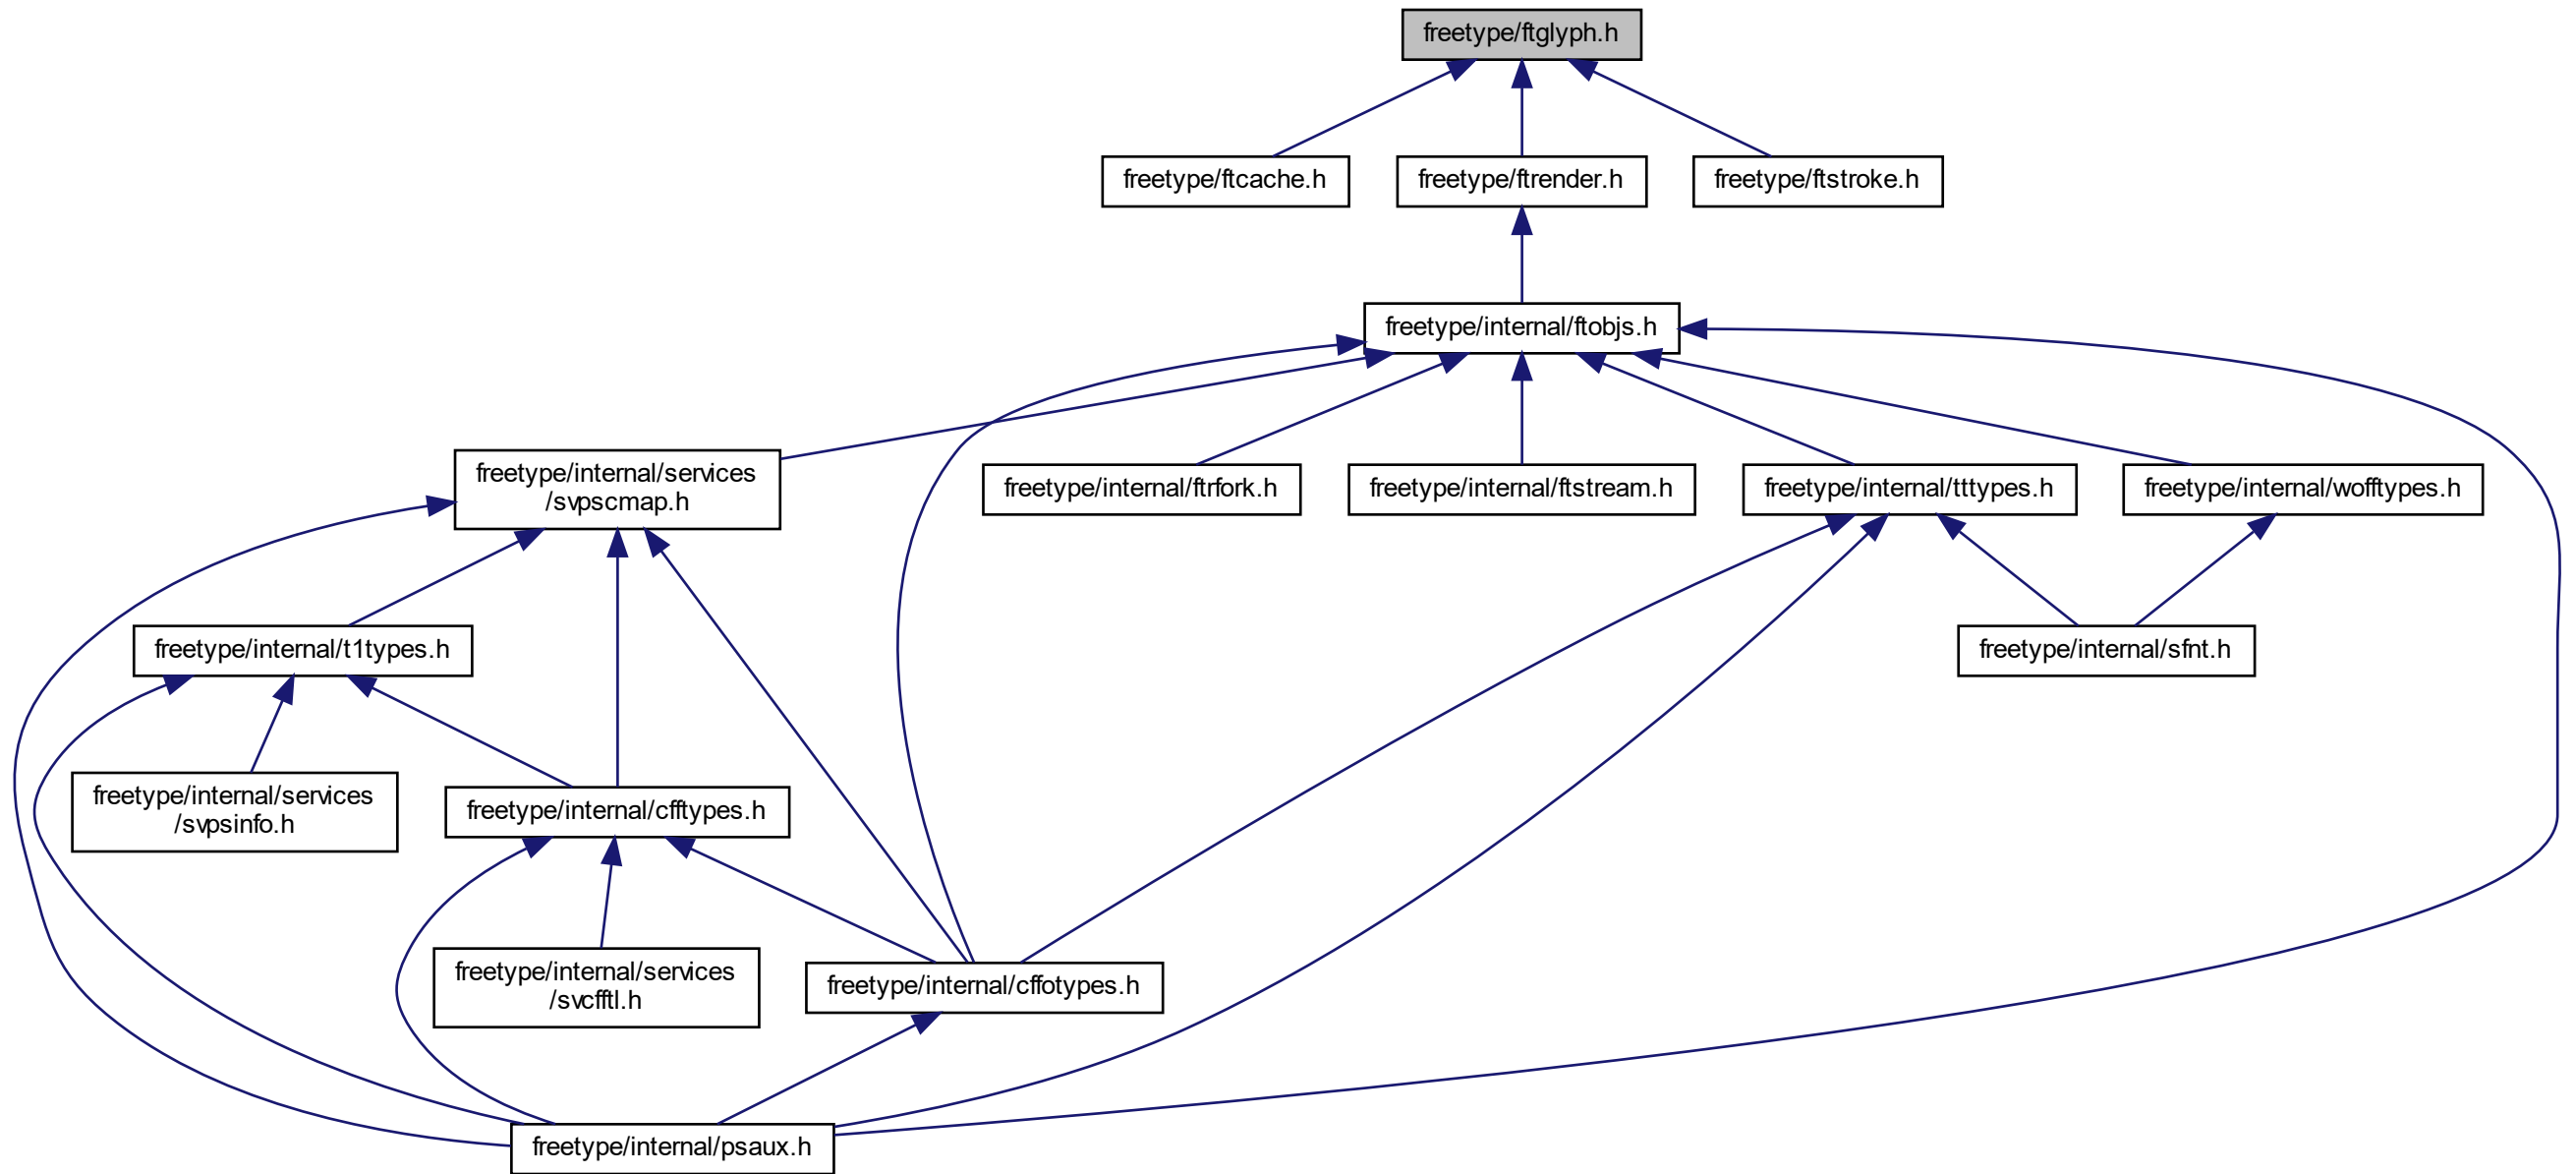 freetype/ftglyph.h
freetype/ftcache.h
freetype/ftrender.h
freetype/ftstroke.h
freetype/internal/ftobjs.h
freetype/internal/services
/svpscmap.h
freetype/internal/ftrfork.h
freetype/internal/ftstream.h
freetype/internal/tttypes.h
freetype/internal/wofftypes.h
freetype/internal/t1types.h
freetype/internal/sfnt.h
freetype/internal/services
/svpsinfo.h
freetype/internal/cfftypes.h
freetype/internal/services
/svcfftl.h
freetype/internal/cffotypes.h
freetype/internal/psaux.h